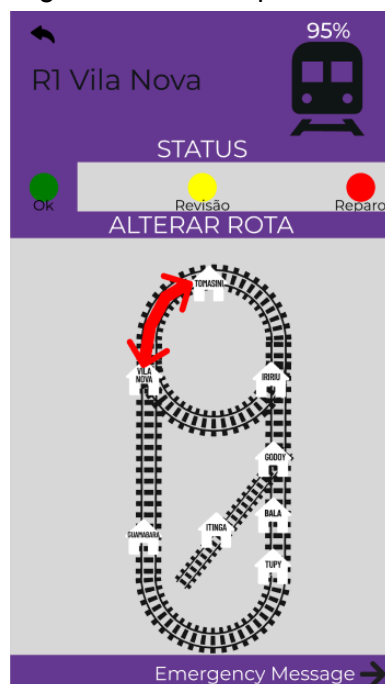 95%
R1 Vila Nova
STATUS
Ok
Revisão
Reparo
ALTERAR ROTA
TOMASINI
VILA
NOVA
IRIRIU
GODOY
BALA
ITINGA
GUAMABARA
TUPY
Emergency Message